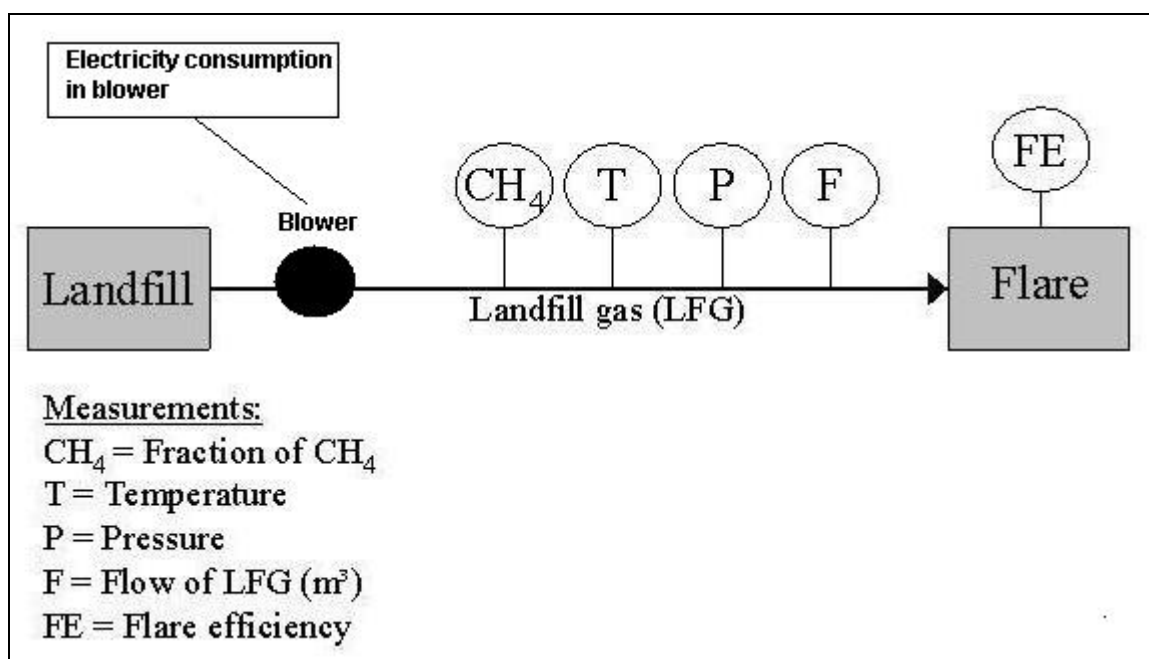 Electricity consumption
in blower
CH₄ T P F
FE
Blower
Landfill
Flare
Landfill gas (LFG)
Measurements:
CH₄ = Fraction of CH₄
T = Temperature
P = Pressure
F = Flow of LFG (m³)
FE = Flare efficiency